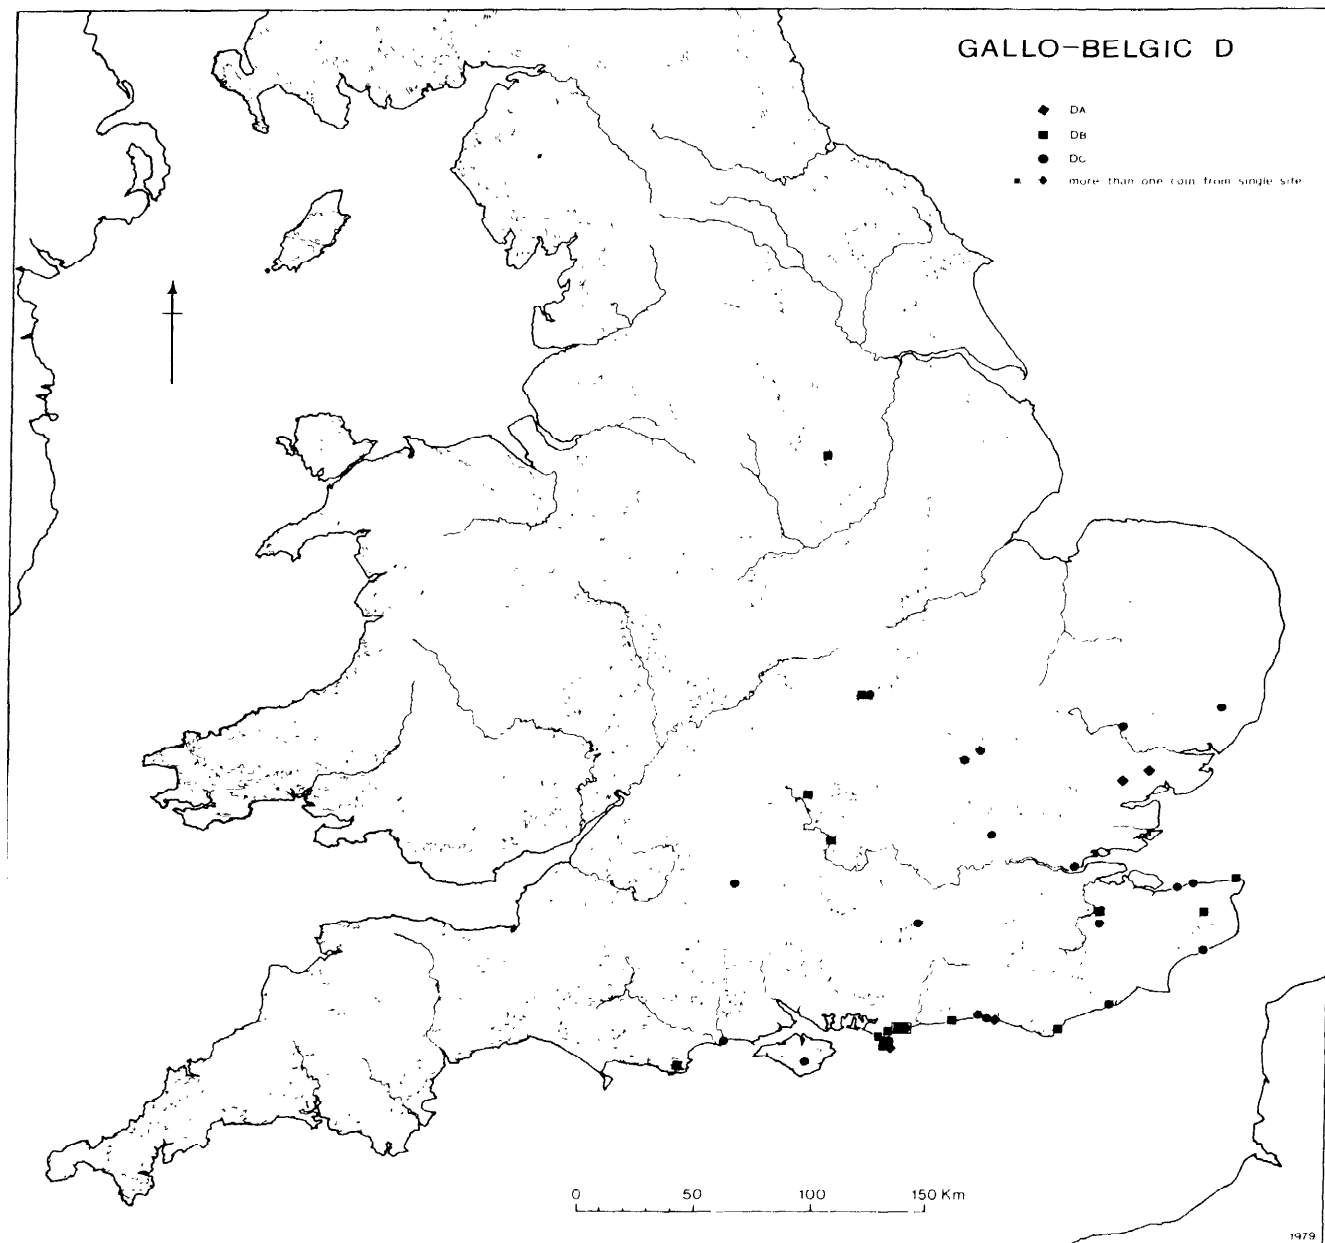 GALLO-BELGIC D
DA
DB
DC
more than one coin from single site
0 50 100 150 Km
1979